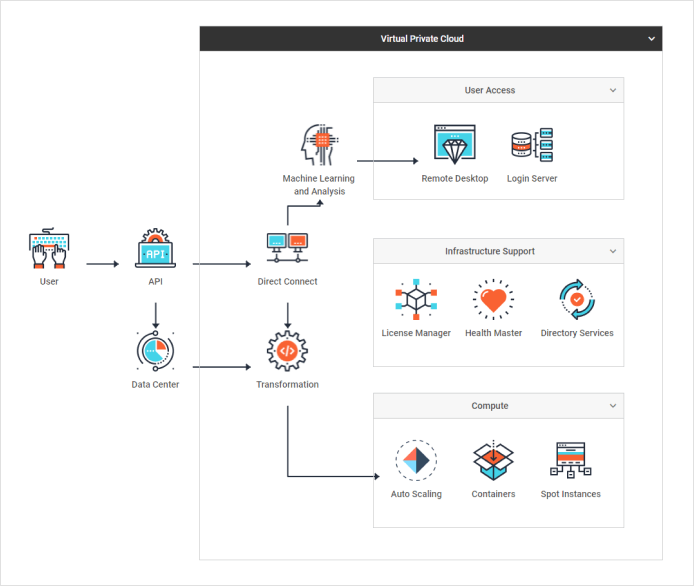 Virtual Private Cloud
User Access
Machine Learning
and Analysis
Remote Desktop
Login Server
API
User
API
Direct Connect
Infrastructure Support
License Manager
Health Master
Directory Services
Data Center
</>
Transformation
Compute
Auto Scaling
Containers
Spot Instances